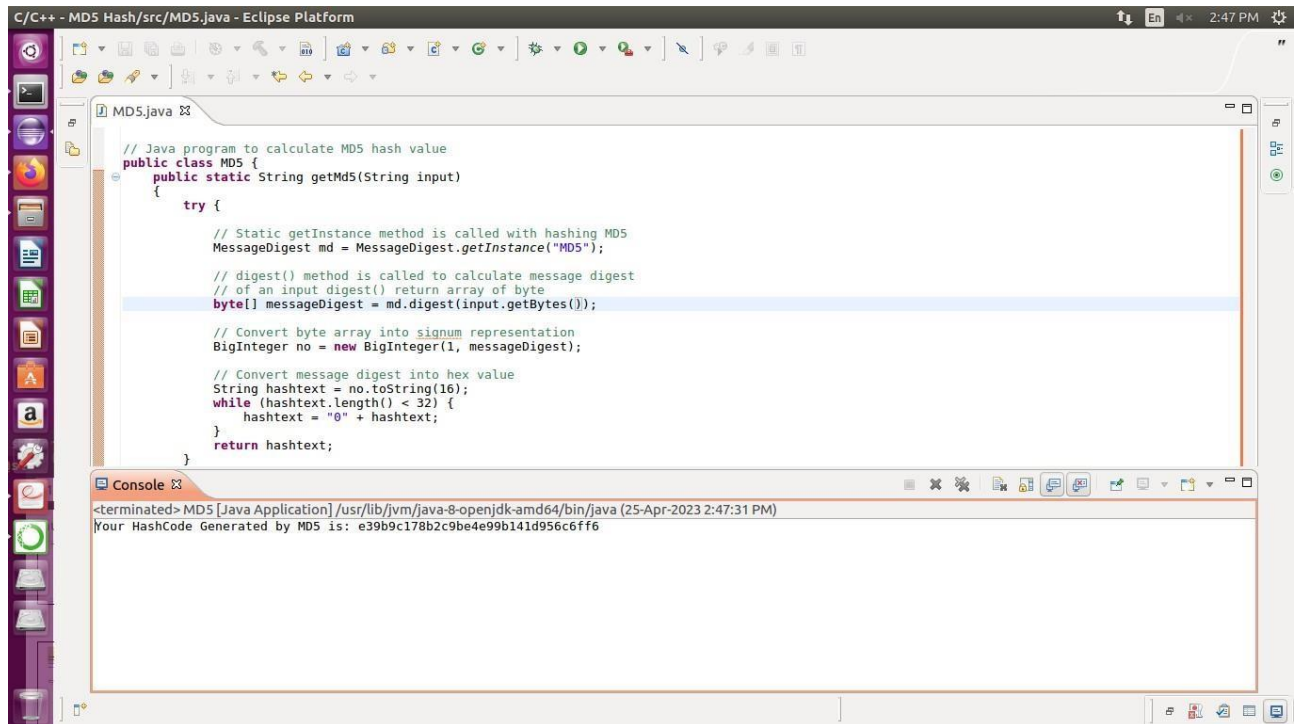 C/C++ - MD5 Hash/src/MD5.java - Eclipse Platform
En
2:47 PM
MD5.java
// Java program to calculate MD5 hash value
public class MD5 {
public static String getMd5(String input)
{
try {
// Static getInstance method is called with hashing MD5
MessageDigest md = MessageDigest.getInstance("MD5");
// digest() method is called to calculate message digest
// of an input digest() return array of byte
byte[] messageDigest = md.digest(input.getBytes());
// Convert byte array into signum representation
BigInteger no = new BigInteger(1, messageDigest);
// Convert message digest into hex value
String hashtext = no.toString(16);
while (hashtext.length() < 32) {
hashtext = "0" + hashtext;
}
return hashtext;
}
Console
<terminated> MD5 [Java Application] /usr/lib/jvm/java-8-openjdk-amd64/bin/java (25-Apr-2023 2:47:31 PM)
Your HashCode Generated by MD5 is: e39b9c178b2c9be4e99b141d956c6ff6